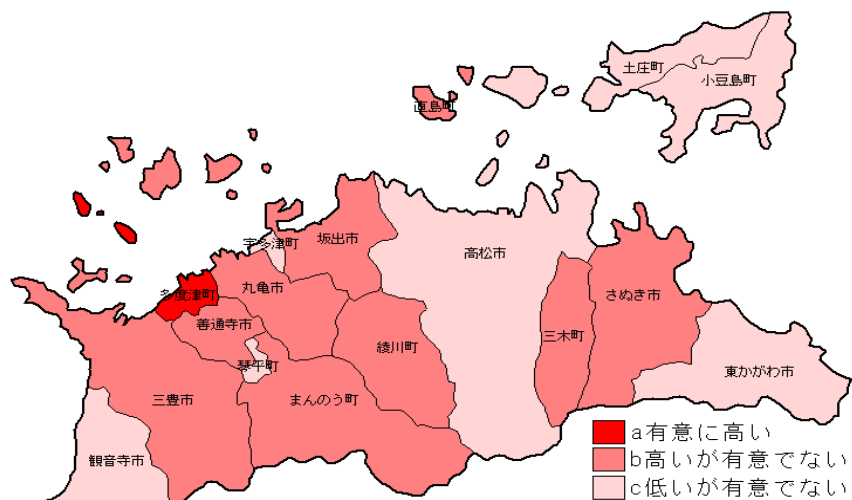 土庄町
小豆島町
直島町
宇多津町
坂出市
高松市
多度津町
丸亀市
さぬき市
善通寺市
三木町
綾川町
琴平町
東かがわ市
三豊市
まんのう町
観音寺市
a有意に高い
b高いが有意でない
c低いが有意でない